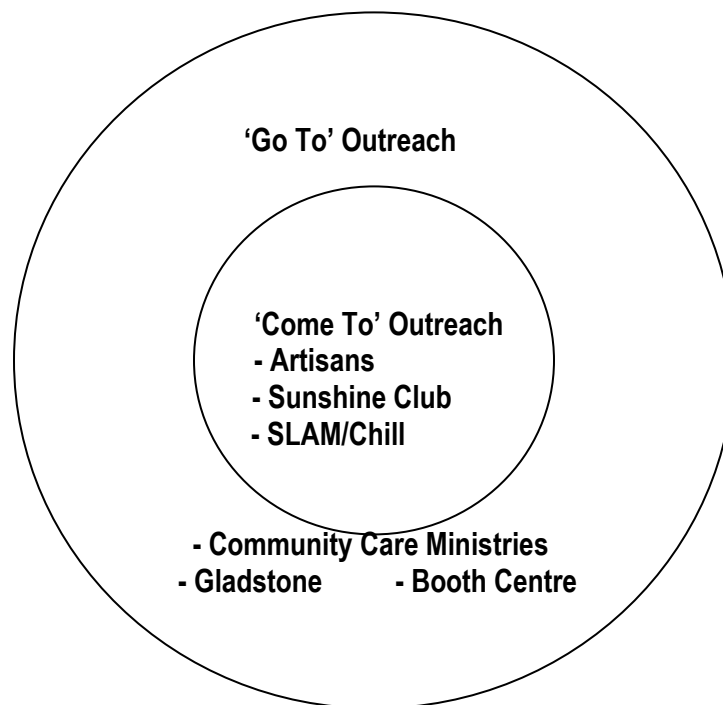 ‘Go To’ Outreach
‘Come To’ Outreach
- Artisans
- Sunshine Club
- SLAM/Chill
- Community Care Ministries
- Gladstone - Booth Centre